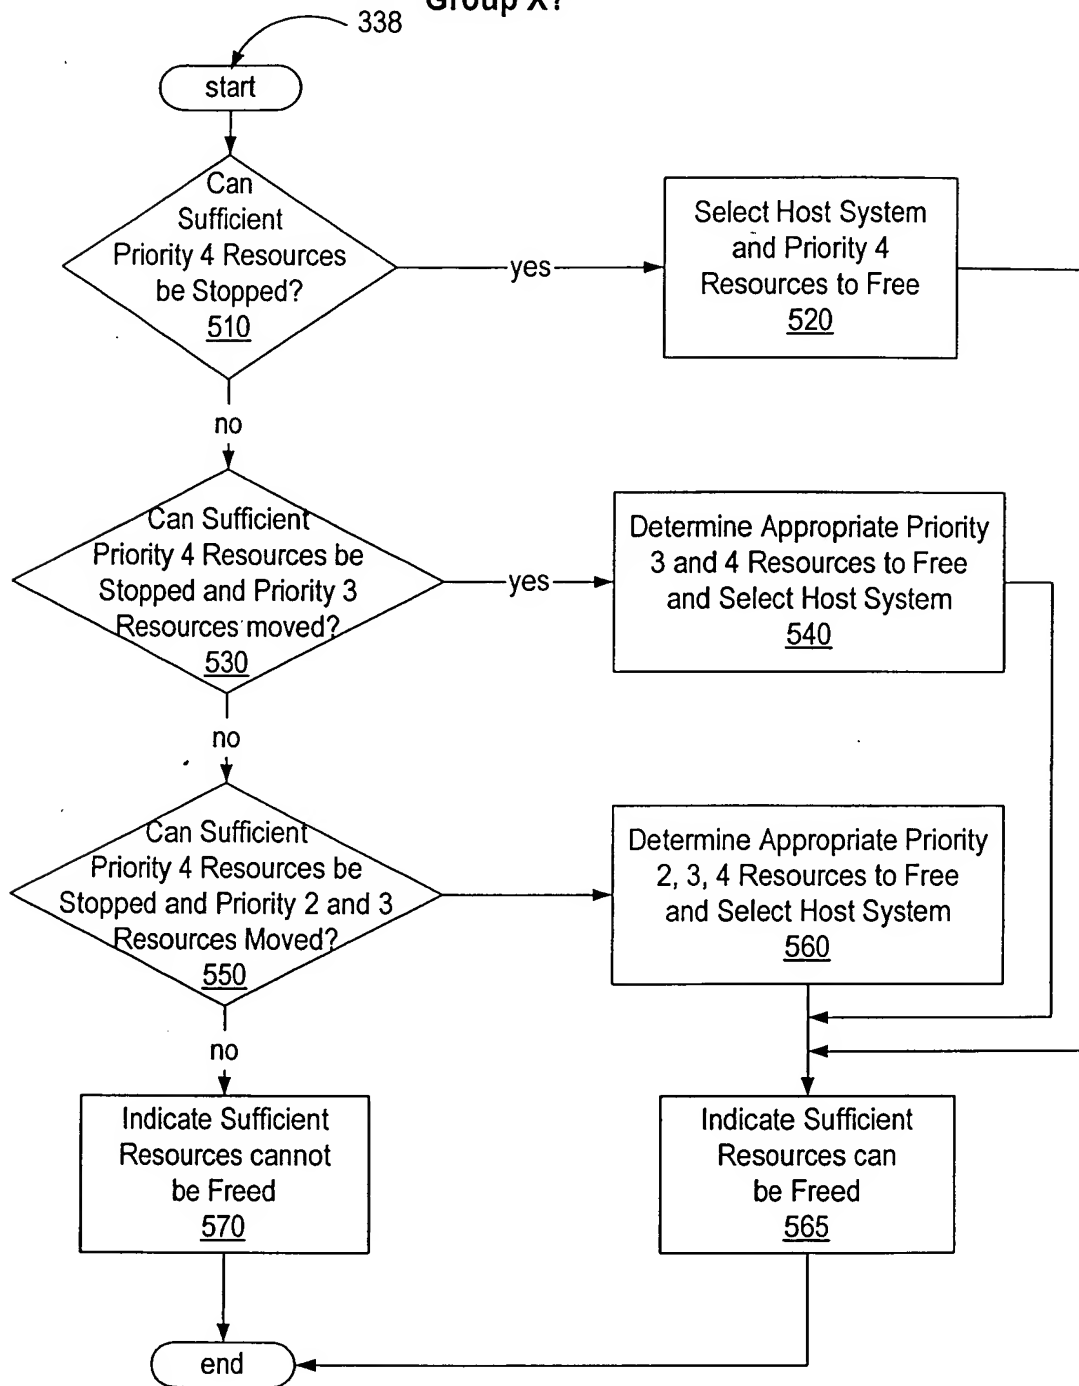 Group X?
338
start
Can
Sufficient
Priority 4 Resources
be Stopped?
510
yes
Select Host System
and Priority 4
Resources to Free
520
no
Can Sufficient
Priority 4 Resources be
Stopped and Priority 3
Resources moved?
530
yes
Determine Appropriate Priority
3 and 4 Resources to Free
and Select Host System
540
no
Can Sufficient
Priority 4 Resources be
Stopped and Priority 2 and 3
Resources Moved?
550
Determine Appropriate Priority
2, 3, 4 Resources to Free
and Select Host System
560
no
Indicate Sufficient
Resources cannot
be Freed
570
Indicate Sufficient
Resources can
be Freed
565
end